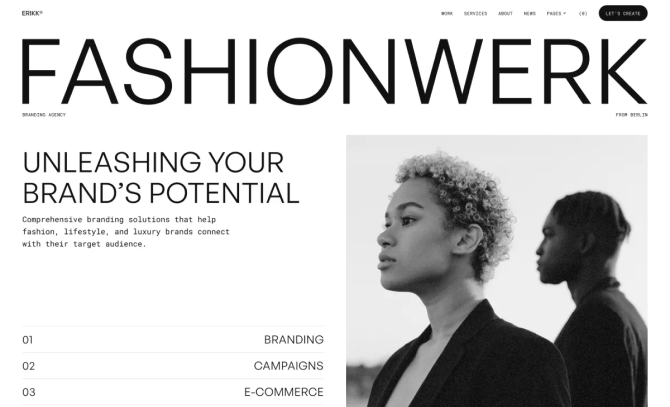 ERIKK®
WORK SERVICES ABOUT NEWS PAGES (0) LET'S CREATE
FASHIONWERK
BRANDING AGENCY
FROM BERLIN
UNLEASHING YOUR
BRAND’S POTENTIAL
Comprehensive branding solutions that help
fashion, lifestyle, and luxury brands connect
with their target audience.
01 BRANDING
02 CAMPAIGNS
03 E-COMMERCE